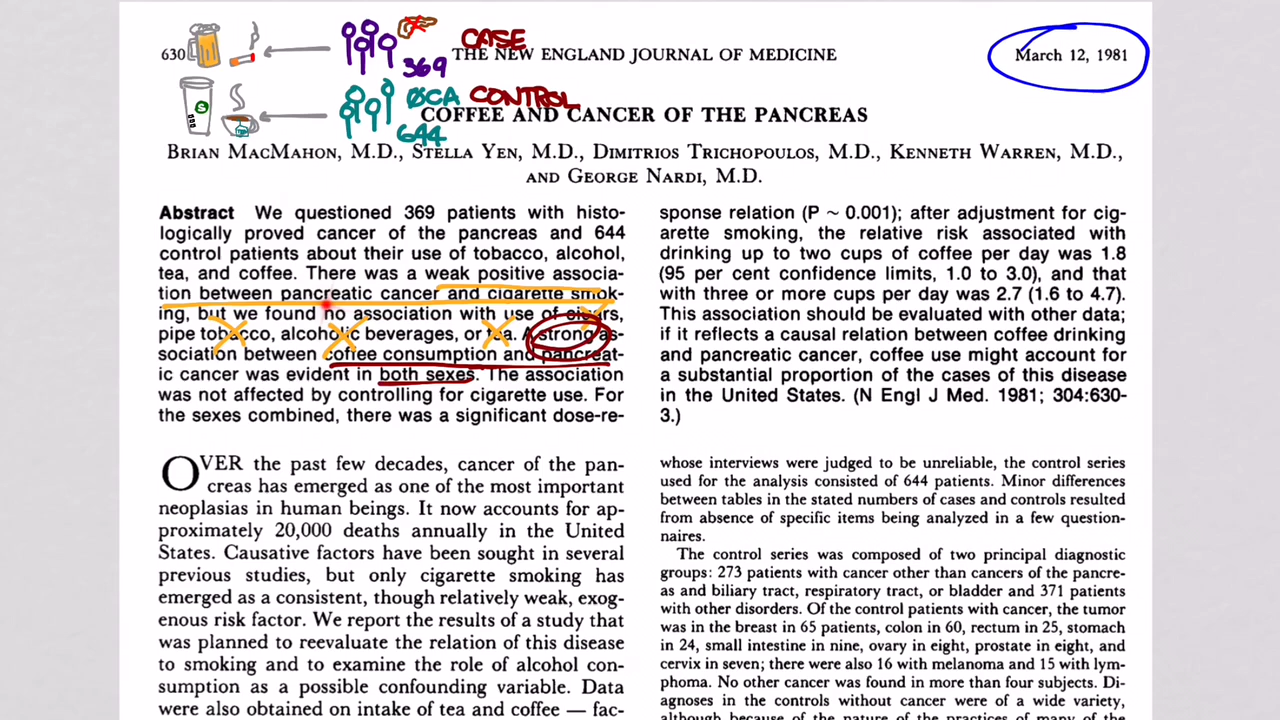 630 THE NEW ENGLAND JOURNAL OF MEDICINE March 12, 1981
CASE
369
ØCA CONTROL
644
COFFEE AND CANCER OF THE PANCREAS
BRIAN MACMAHON, M.D., STELLA YEN, M.D., DIMITRIOS TRICHOPOULOS, M.D., KENNETH WARREN, M.D.,
AND GEORGE NARDI, M.D.
Abstract We questioned 369 patients with histo-
logically proved cancer of the pancreas and 644
control patients about their use of tobacco, alcohol,
tea, and coffee. There was a weak positive associa-
tion between pancreatic cancer and cigarette smok-
ing, but we found no association with use of cigars,
pipe tobacco, alcoholic beverages, or tea. A strong as-
sociation between coffee consumption and pancreat-
ic cancer was evident in both sexes. The association
was not affected by controlling for cigarette use. For
the sexes combined, there was a significant dose-re-
sponse relation (P ~ 0.001); after adjustment for cig-
arette smoking, the relative risk associated with
drinking up to two cups of coffee per day was 1.8
(95 per cent confidence limits, 1.0 to 3.0), and that
with three or more cups per day was 2.7 (1.6 to 4.7).
This association should be evaluated with other data;
if it reflects a causal relation between coffee drinking
and pancreatic cancer, coffee use might account for
a substantial proportion of the cases of this disease
in the United States. (N Engl J Med. 1981; 304:630-
3.)
OVER the past few decades, cancer of the pan-
creas has emerged as one of the most important
neoplasias in human beings. It now accounts for ap-
proximately 20,000 deaths annually in the United
States. Causative factors have been sought in several
previous studies, but only cigarette smoking has
emerged as a consistent, though relatively weak, exog-
enous risk factor. We report the results of a study that
was planned to reevaluate the relation of this disease
to smoking and to examine the role of alcohol con-
sumption as a possible confounding variable. Data
were also obtained on intake of tea and coffee — fac-
whose interviews were judged to be unreliable, the control series
used for the analysis consisted of 644 patients. Minor differences
between tables in the stated numbers of cases and controls resulted
from absence of specific items being analyzed in a few question-
naires.
The control series was composed of two principal diagnostic
groups: 273 patients with cancer other than cancers of the pancre-
as and biliary tract, respiratory tract, or bladder and 371 patients
with other disorders. Of the control patients with cancer, the tumor
was in the breast in 65 patients, colon in 60, rectum in 25, stomach
in 24, small intestine in nine, ovary in eight, prostate in eight, and
cervix in seven; there were also 16 with melanoma and 15 with lym-
phoma. No other cancer was found in more than four subjects. Di-
agnoses in the controls without cancer were of a wide variety,
although because of the nature of the practices of many of the